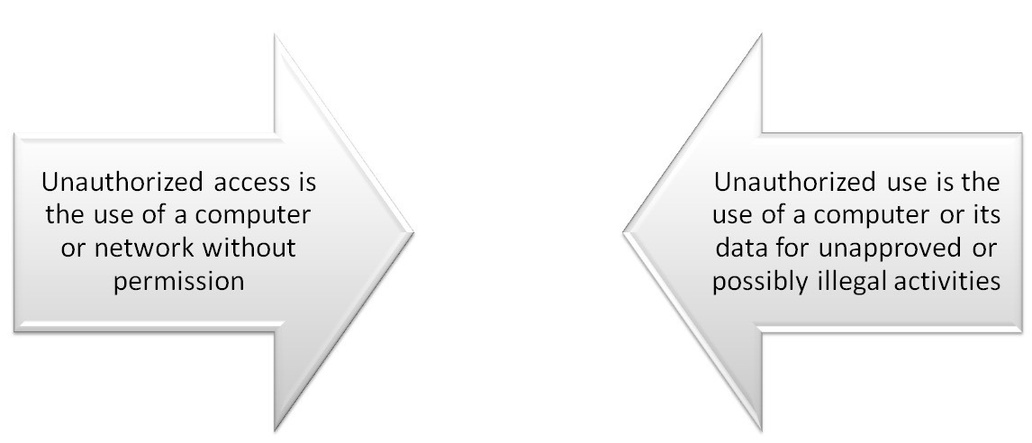 Unauthorized access is
the use of a computer
or network without
permission
Unauthorized use is the
use of a computer or its
data for unapproved or
possibly illegal activities